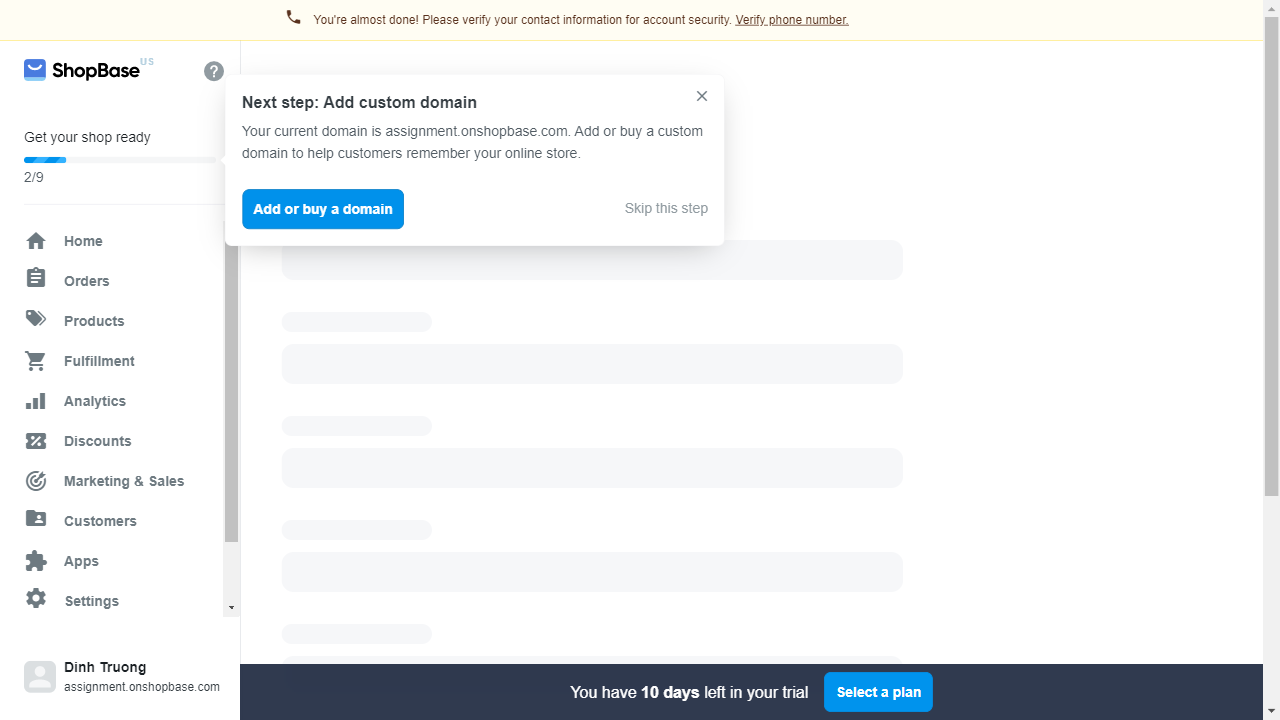 You're almost done! Please verify your contact information for account security. Verify phone number.
ShopBase US
?
Next step: Add custom domain
Your current domain is assignment.onshopbase.com. Add or buy a custom
domain to help customers remember your online store.
Add or buy a domain
Skip this step
Get your shop ready
2/9
Home
Orders
Products
Fulfillment
Analytics
Discounts
Marketing & Sales
Customers
Apps
Settings
Dinh Truong
assignment.onshopbase.com
You have 10 days left in your trial
Select a plan